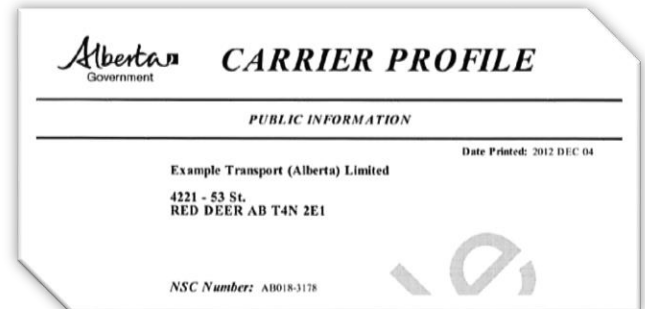 Alberta
Government
CARRIER PROFILE
PUBLIC INFORMATION
Date Printed: 2012 DEC 04
Example Transport (Alberta) Limited
4221 - 53 St.
RED DEER AB T4N 2E1
NSC Number: AB018-3178